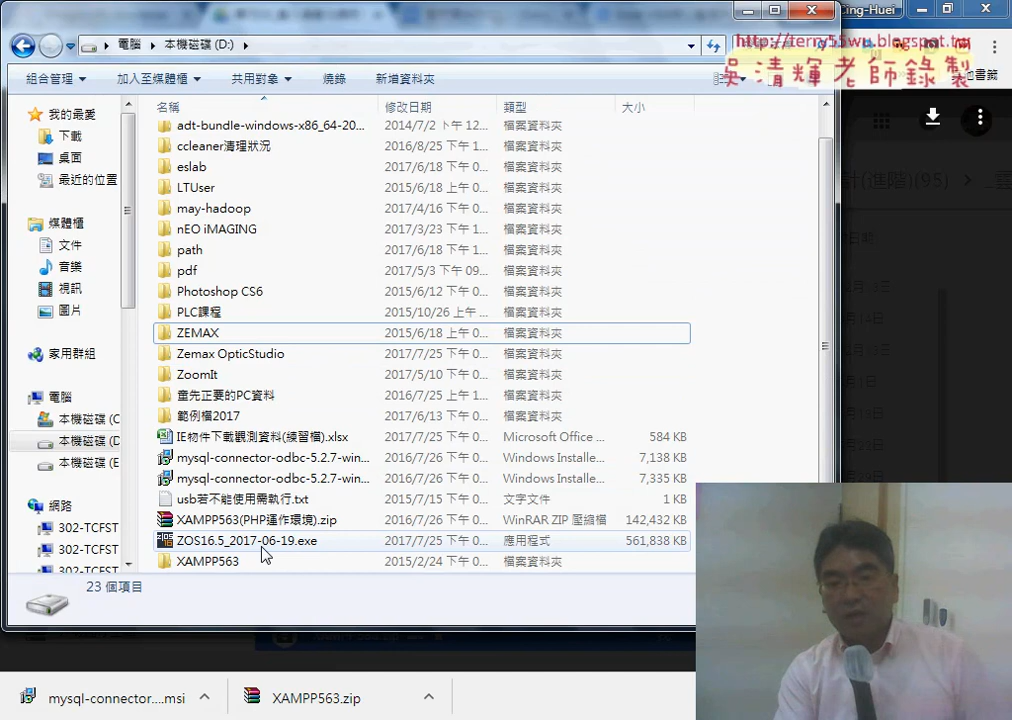 Cing-Huei
電腦 本機磁碟 (D:)
http://terry55wu.blogspot.tw
吳清輝老師錄製
組合管理 加入至媒體櫃 共用對象 燒錄 新增資料夾
名稱 修改日期 類型 大小
我的最愛
下載
桌面
最近的位置
媒體櫃
文件
音樂
視訊
圖片
家用群組
電腦
本機磁碟 (C
本機磁碟 (D
本機磁碟 (E
網路
302-TCFST
302-TCFST
302-TCFST
adt-bundle-windows-x86_64-20... 2014/7/2 下午 12... 檔案資料夾
ccleaner清理狀況 2016/8/25 下午 1... 檔案資料夾
eslab 2017/6/18 下午 0... 檔案資料夾
LTUser 2015/6/18 上午 0... 檔案資料夾
may-hadoop 2017/4/16 下午 0... 檔案資料夾
nEO iMAGING 2017/3/23 下午 1... 檔案資料夾
path 2017/6/18 下午 1... 檔案資料夾
pdf 2017/5/3 下午 09... 檔案資料夾
Photoshop CS6 2015/6/12 下午 0... 檔案資料夾
PLC課程 2015/10/26 上午 ... 檔案資料夾
ZEMAX 2015/6/18 上午 0... 檔案資料夾
Zemax OpticStudio 2017/7/25 下午 0... 檔案資料夾
ZoomIt 2017/5/10 下午 0... 檔案資料夾
童先正要的PC資料 2016/7/25 上午 1... 檔案資料夾
範例檔2017 2017/6/13 下午 0... 檔案資料夾
IE物件下載觀測資料(練習檔).xlsx 2017/7/25 下午 0... Microsoft Office ... 584 KB
mysql-connector-odbc-5.2.7-win... 2016/7/26 下午 0... Windows Installe... 7,138 KB
mysql-connector-odbc-5.2.7-win... 2016/7/26 下午 0... Windows Installe... 7,335 KB
usb若不能使用需執行.txt 2015/7/15 下午 0... 文字文件 1 KB
XAMPP563(PHP運作環境).zip 2016/7/26 下午 0... WinRAR ZIP 壓縮檔 142,432 KB
ZOS16.5_2017-06-19.exe 2017/7/25 下午 0... 應用程式 561,838 KB
XAMPP563 2015/2/24 下午 0... 檔案資料夾
23 個項目
計(進階)(95)
mysql-connector....msi
XAMPP563.zip